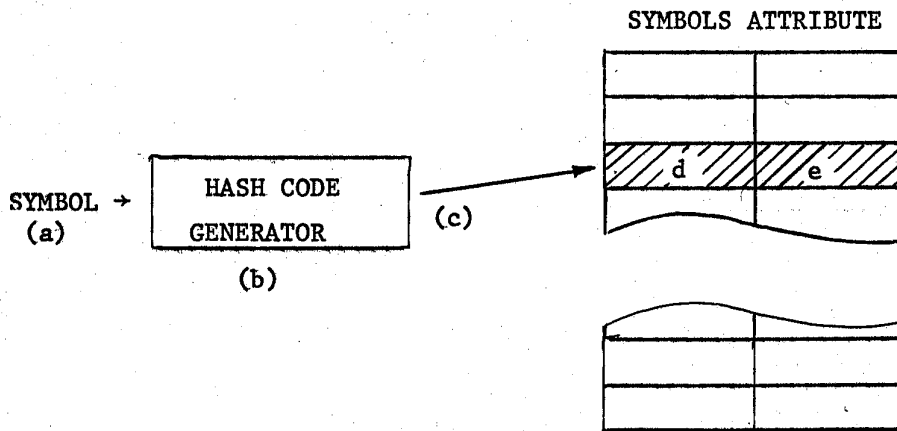 SYMBOLS ATTRIBUTE
d e
SYMBOL → HASH CODE
(a) GENERATOR (c)
(b)